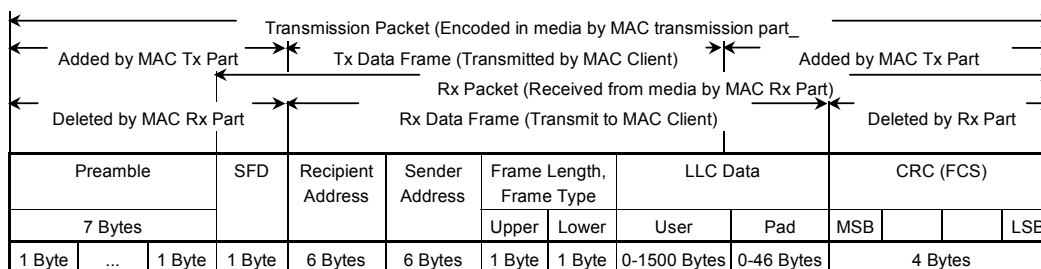 Transmission Packet (Encoded in media by MAC transmission part_
Added by MAC Tx Part Tx Data Frame (Transmitted by MAC Client) Added by MAC Tx Part
Rx Packet (Received from media by MAC Rx Part)
Deleted by MAC Rx Part Rx Data Frame (Transmit to MAC Client) Deleted by Rx Part
Preamble SFD Recipient Sender Frame Length, LLC Data CRC (FCS)
Address Address Frame Type
7 Bytes Upper Lower User Pad MSB LSB
1 Byte ... 1 Byte 1 Byte 6 Bytes 6 Bytes 1 Byte 1 Byte 0-1500 Bytes 0-46 Bytes 4 Bytes